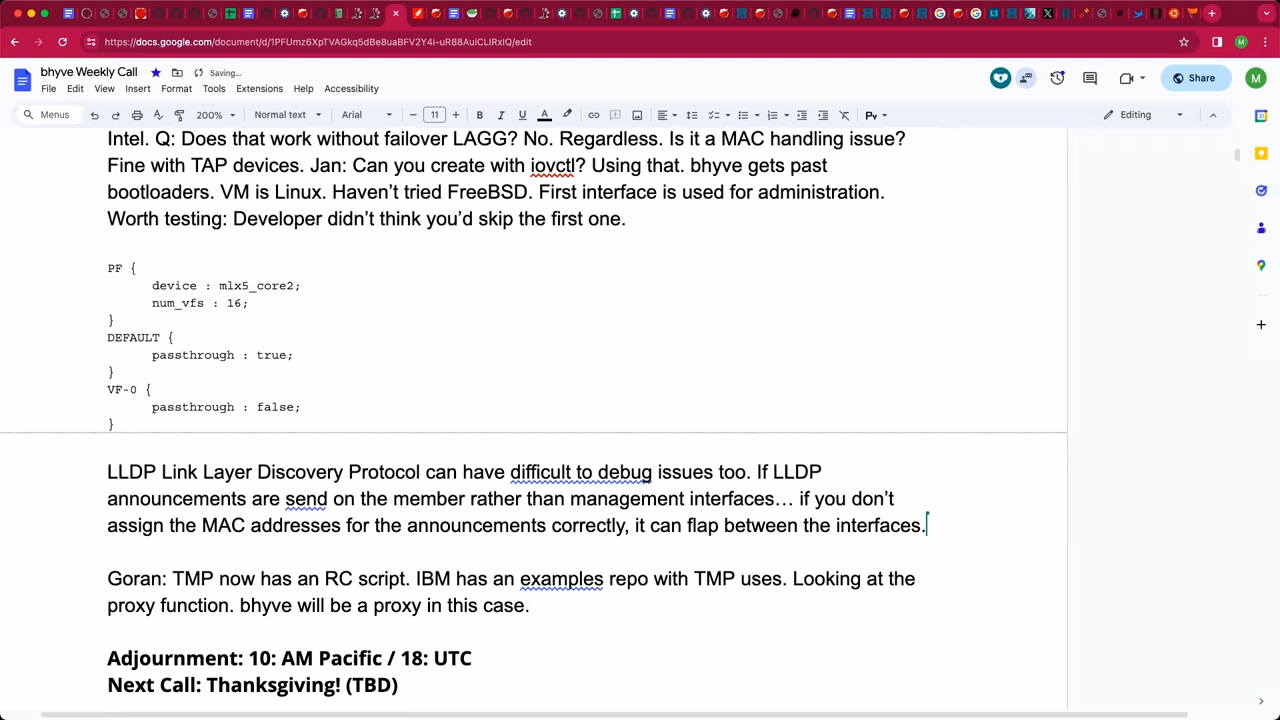 https://docs.google.com/document/d/1PFUmz6XpTVAGkq5dBe8uaBFV2Y4i-uR88AuiCLIRxIQ/edit
bhyve Weekly Call
Saving...
File Edit View Insert Format Tools Extensions Help Accessibility
Share
M
Menus
200%
Normal text
Arial
11
Editing
Intel. Q: Does that work without failover LAGG? No. Regardless. Is it a MAC handling issue?
Fine with TAP devices. Jan: Can you create with iovctl? Using that. bhyve gets past
bootloaders. VM is Linux. Haven't tried FreeBSD. First interface is used for administration.
Worth testing: Developer didn't think you'd skip the first one.
PF {
device : mlx5_core2;
num_vfs : 16;
}
DEFAULT {
passthrough : true;
}
VF-0 {
passthrough : false;
}
LLDP Link Layer Discovery Protocol can have difficult to debug issues too. If LLDP
announcements are send on the member rather than management interfaces… if you don't
assign the MAC addresses for the announcements correctly, it can flap between the interfaces.
Goran: TMP now has an RC script. IBM has an examples repo with TMP uses. Looking at the
proxy function. bhyve will be a proxy in this case.
Adjournment: 10: AM Pacific / 18: UTC
Next Call: Thanksgiving! (TBD)